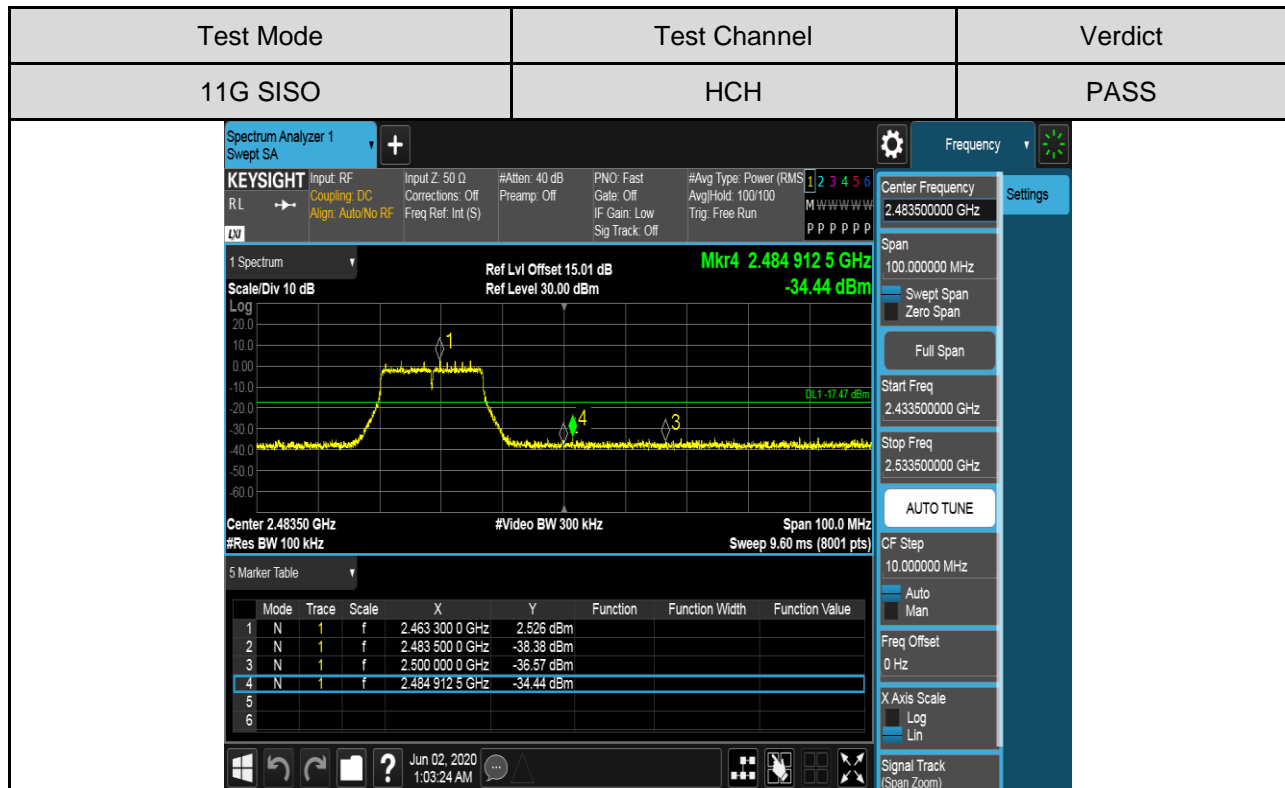 Test Mode Test Channel Verdict
11G SISO HCH PASS
Spectrum Analyzer 1
Swept SA
Frequency
KEYSIGHT Input: RF Input Z: 50 Ω #Atten: 40 dB PNO: Fast #Avg Type: Power (RMS 1 2 3 4 5 6
RL Coupling: DC Corrections: Off Preamp: Off Gate: Off Avg|Hold: 100/100 M W W W W W
Align: Auto/No RF Freq Ref: Int (S) IF Gain: Low Trig: Free Run
LXI Sig Track: Off P P P P P P
1 Spectrum
Ref Lvl Offset 15.01 dB Mkr4 2.484 912 5 GHz
Scale/Div 10 dB Ref Level 30.00 dBm -34.44 dBm
Log
20.0
10.0
0.00
-10.0
-20.0
-30.0
-40.0
-50.0
-60.0
1
DL1 -17.47 dBm
4
3
Center 2.48350 GHz #Video BW 300 kHz Span 100.0 MHz
#Res BW 100 kHz Sweep 9.60 ms (8001 pts)
5 Marker Table
Mode Trace Scale X Y Function Function Width Function Value
1 N 1 f 2.463 300 0 GHz 2.526 dBm
2 N 1 f 2.483 500 0 GHz -38.38 dBm
3 N 1 f 2.500 000 0 GHz -36.57 dBm
4 N 1 f 2.484 912 5 GHz -34.44 dBm
5
6
Jun 02, 2020
1:03:24 AM
Center Frequency
2.483500000 GHz
Settings
Span
100.000000 MHz
Swept Span
Zero Span
Full Span
Start Freq
2.433500000 GHz
Stop Freq
2.533500000 GHz
AUTO TUNE
CF Step
10.000000 MHz
Auto
Man
Freq Offset
0 Hz
X Axis Scale
Log
Lin
Signal Track
(Span Zoom)